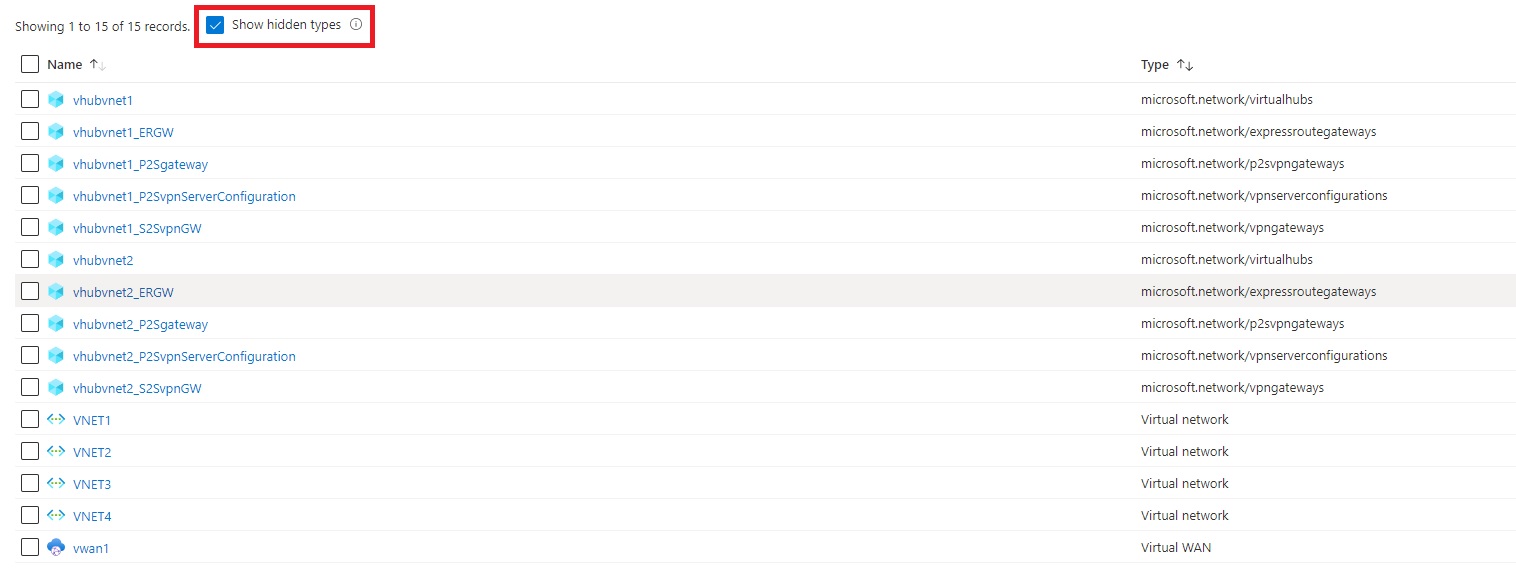 Showing 1 to 15 of 15 records. Show hidden types
Name Type
vhubvnet1 microsoft.network/virtualhubs
vhubvnet1_ERGW microsoft.network/expressroutegateways
vhubvnet1_P2Sgateway microsoft.network/p2svpngateways
vhubvnet1_P2SvpnServerConfiguration microsoft.network/vpnserverconfigurations
vhubvnet1_S2SvpnGW microsoft.network/vpngateways
vhubvnet2 microsoft.network/virtualhubs
vhubvnet2_ERGW microsoft.network/expressroutegateways
vhubvnet2_P2Sgateway microsoft.network/p2svpngateways
vhubvnet2_P2SvpnServerConfiguration microsoft.network/vpnserverconfigurations
vhubvnet2_S2SvpnGW microsoft.network/vpngateways
VNET1 Virtual network
VNET2 Virtual network
VNET3 Virtual network
VNET4 Virtual network
vwan1 Virtual WAN